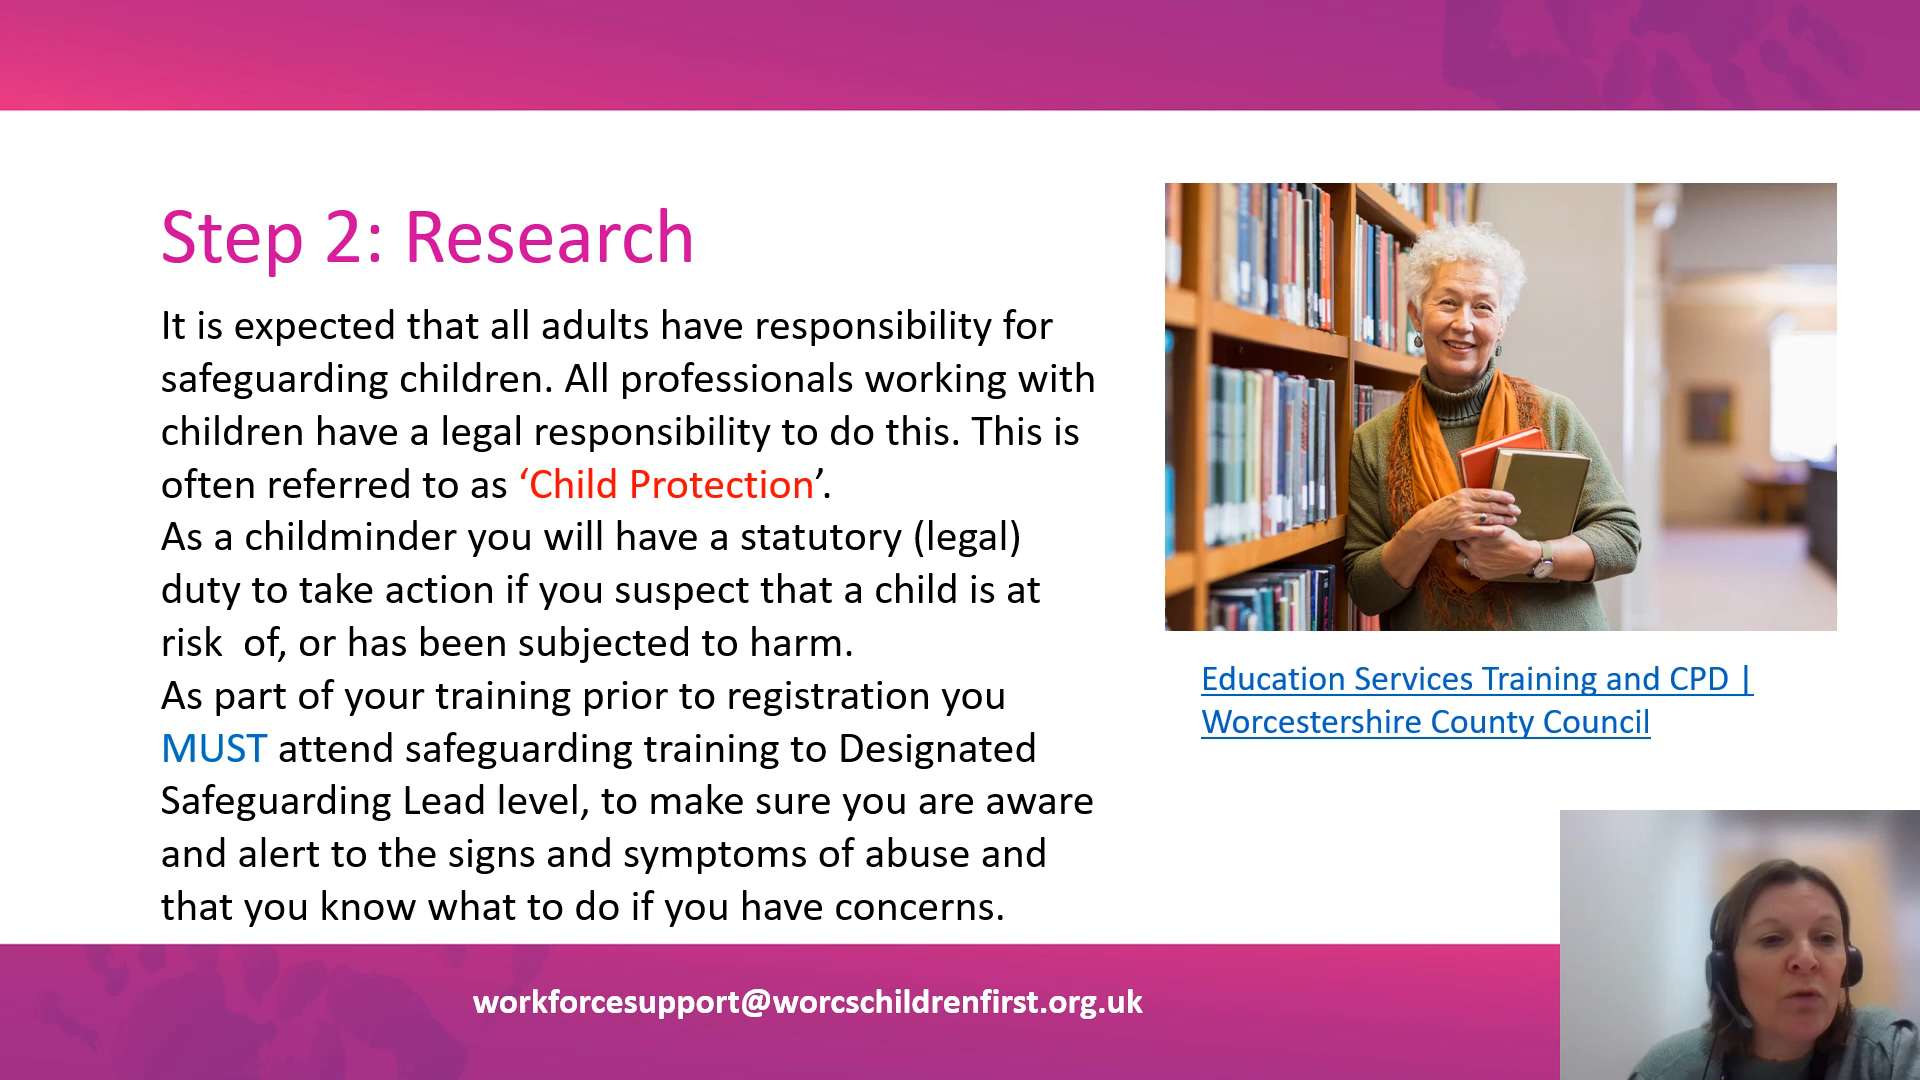 Step 2: Research
It is expected that all adults have responsibility for
safeguarding children. All professionals working with
children have a legal responsibility to do this. This is
often referred to as ‘Child Protection’.
As a childminder you will have a statutory (legal)
duty to take action if you suspect that a child is at
risk  of, or has been subjected to harm.
As part of your training prior to registration you
MUST attend safeguarding training to Designated
Safeguarding Lead level, to make sure you are aware
and alert to the signs and symptoms of abuse and
that you know what to do if you have concerns.
Education Services Training and CPD |
Worcestershire County Council
workforcesupport@worcschildrenfirst.org.uk